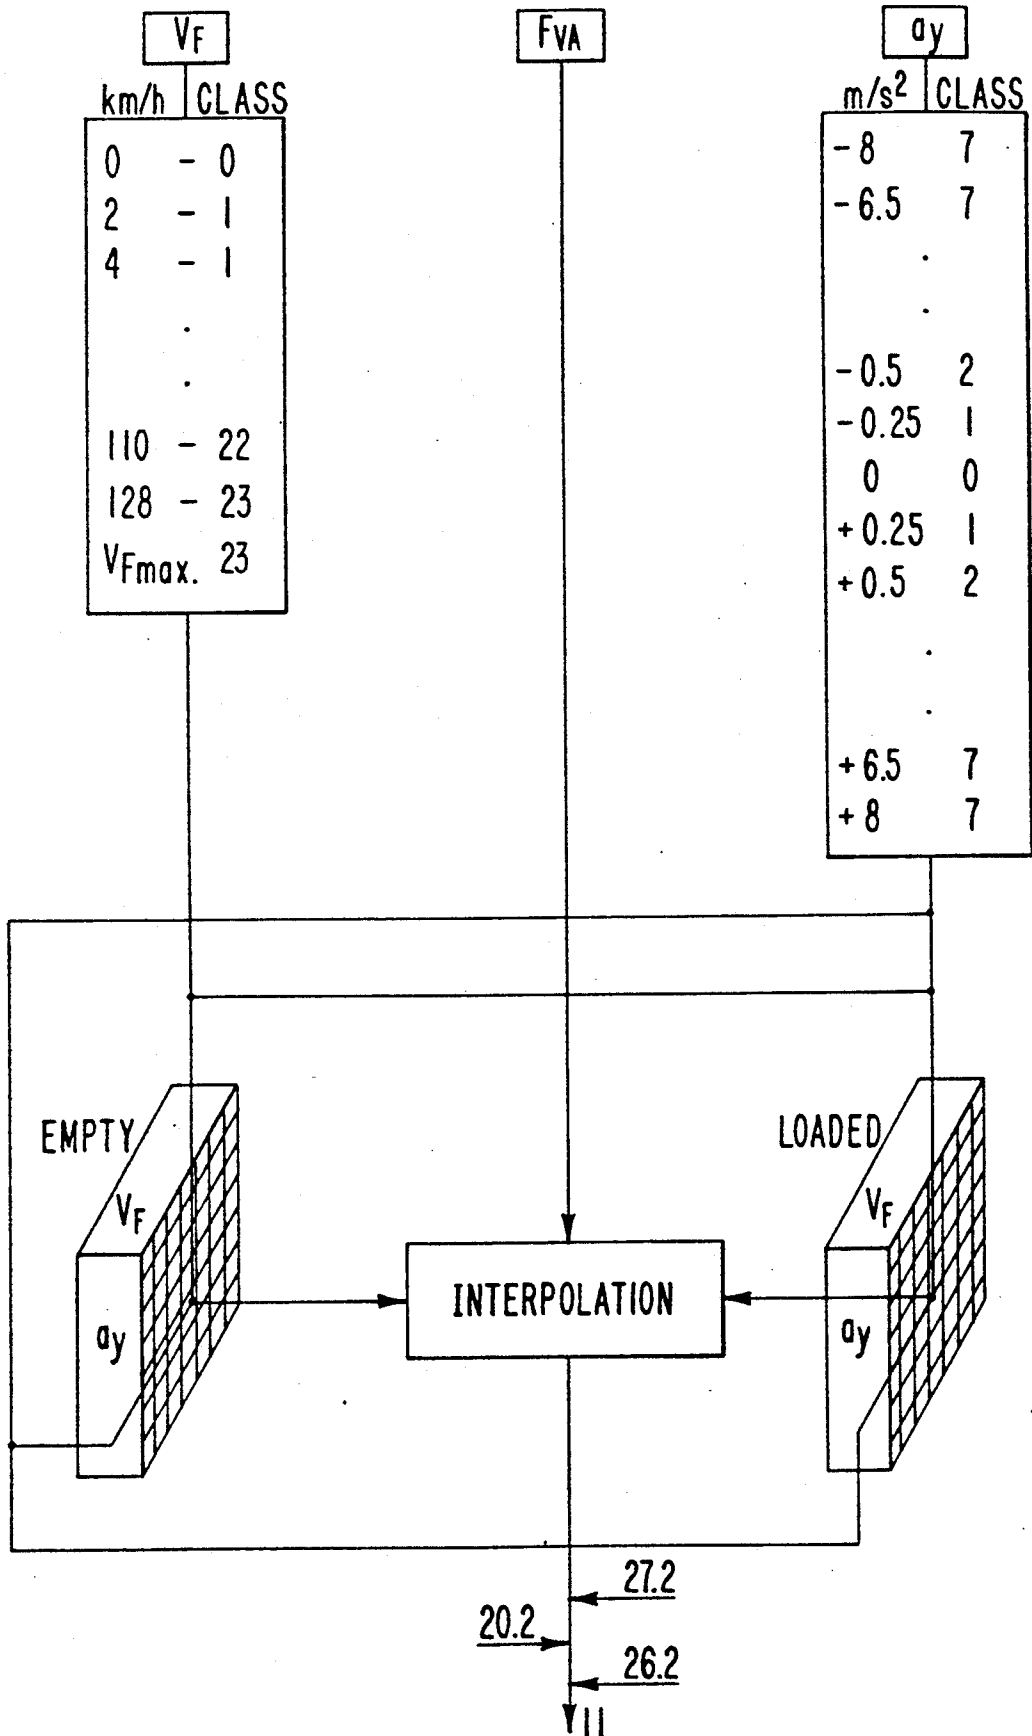 VF
FVA
ay
km/h CLASS
m/s2 CLASS
0 - 0
2 - 1
4 - 1
.
.
110 - 22
128 - 23
VFmax. 23
-8 7
-6.5 7
.
.
-0.5 2
-0.25 1
0 0
+0.25 1
+0.5 2
.
.
+6.5 7
+8 7
EMPTY
LOADED
VF
VF
ay
INTERPOLATION
ay
27.2
20.2
26.2